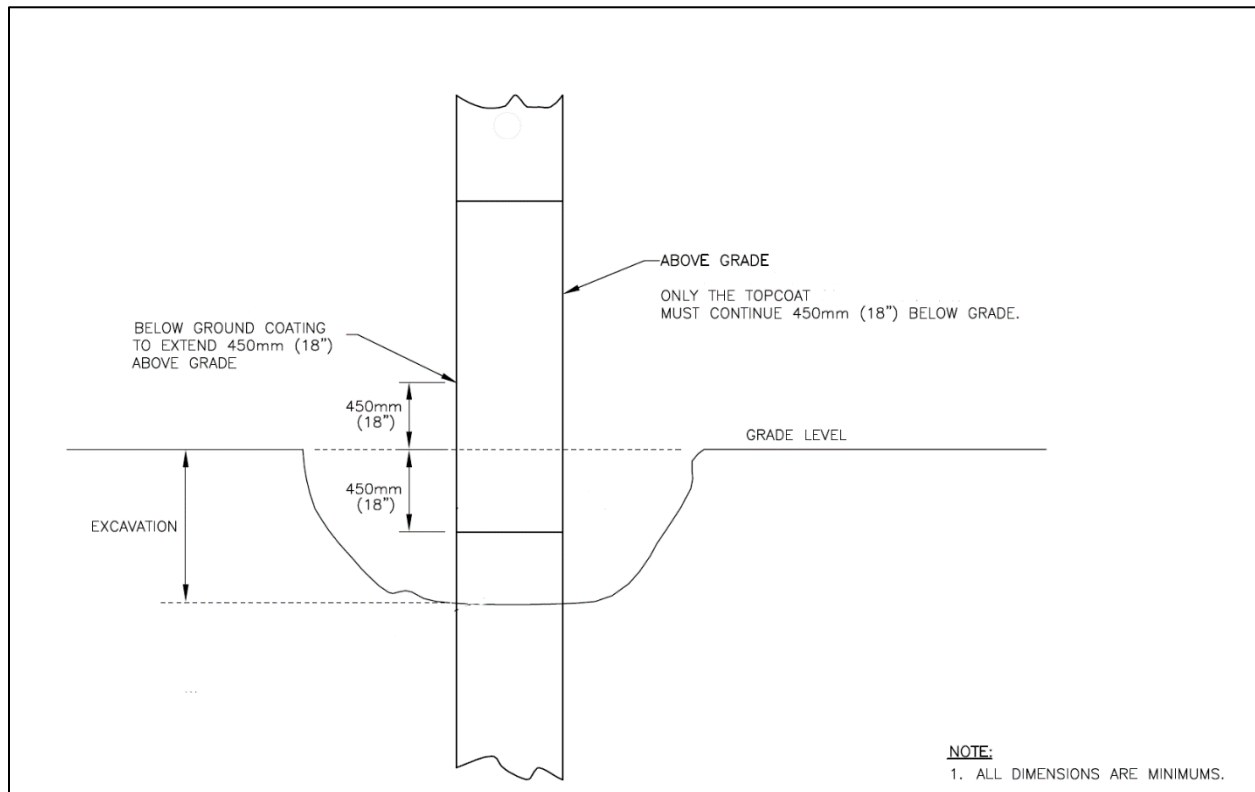 ABOVE GRADE
ONLY THE TOPCOAT
MUST CONTINUE 450mm (18") BELOW GRADE.
BELOW GROUND COATING
TO EXTEND 450mm (18")
ABOVE GRADE
450mm
(18")
GRADE LEVEL
450mm
(18")
EXCAVATION
NOTE:
1. ALL DIMENSIONS ARE MINIMUMS.